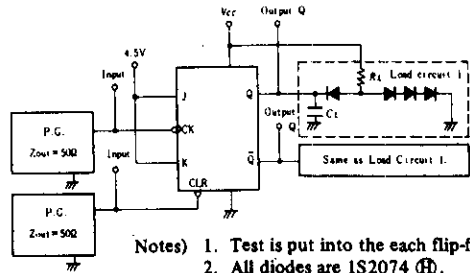 Vcc
Output Q
4.5V
Input
RL
Load circuit 1
J
Q
CL
P.G.
Zout = 50Ω
CK
Input
Output
Q
K
Q̄
Same as Load Circuit 1.
CLR
P.G.
Zout = 50Ω
Notes) 1. Test is put into the each flip-f
2. All diodes are 1S2074 Ⓗ.